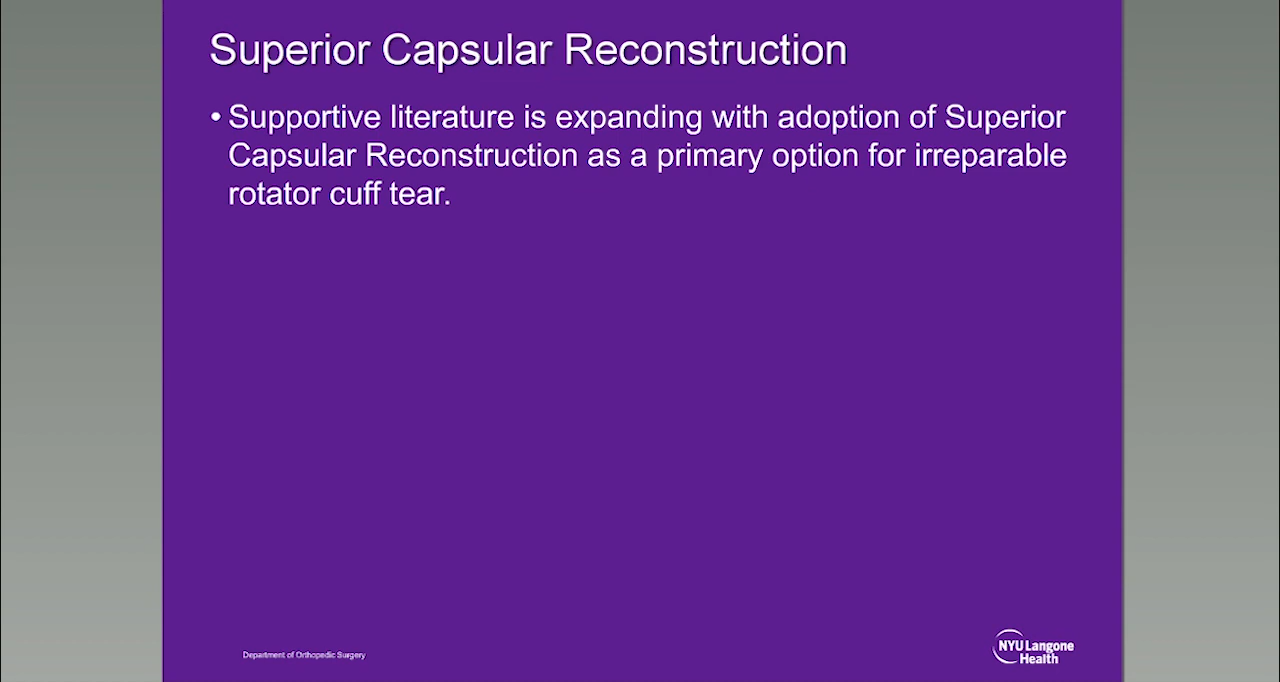 Superior Capsular Reconstruction
• Supportive literature is expanding with adoption of Superior
Capsular Reconstruction as a primary option for irreparable
rotator cuff tear.
Department of Orthopedic Surgery
NYU Langone
Health